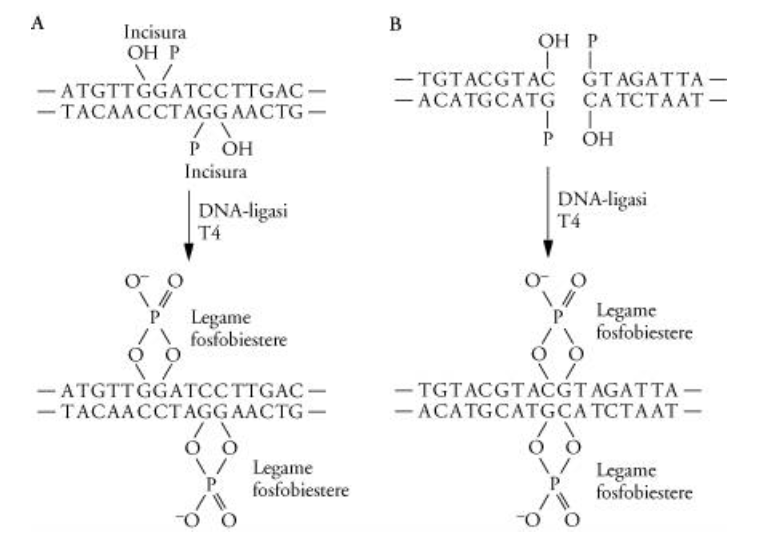 A
Incisura
OH P
— ATGTTGGATCCTTGAC —
— TACAACCTAGGAACTG —
P OH
Incisura
DNA-ligasi
T4
O⁻ O
P
Legame
fosfobiestere
O O
— ATGTTGGATCCTTGAC —
— TACAACCTAGGAACTG —
O O
P
Legame
fosfobiestere
⁻O O
B
OH P
— TGTACGTAC GTAGATTA —
— ACATGCATG CATCTAAT —
P OH
DNA-ligasi
T4
O⁻ O
P
Legame
fosfobiestere
O O
— TGTACGTACGTAGATTA —
— ACATGCATGCATCTAAT —
O O
P
Legame
fosfobiestere
⁻O O